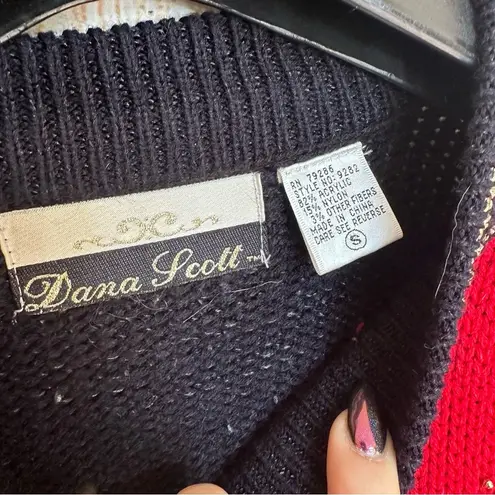 Dana Scott ™
RN 79286
STYLE NO-9282
82% ACRYLIC
15% NYLON
3% OTHER FIBERS
MADE IN CHINA
CARE SEE REVERSE
S